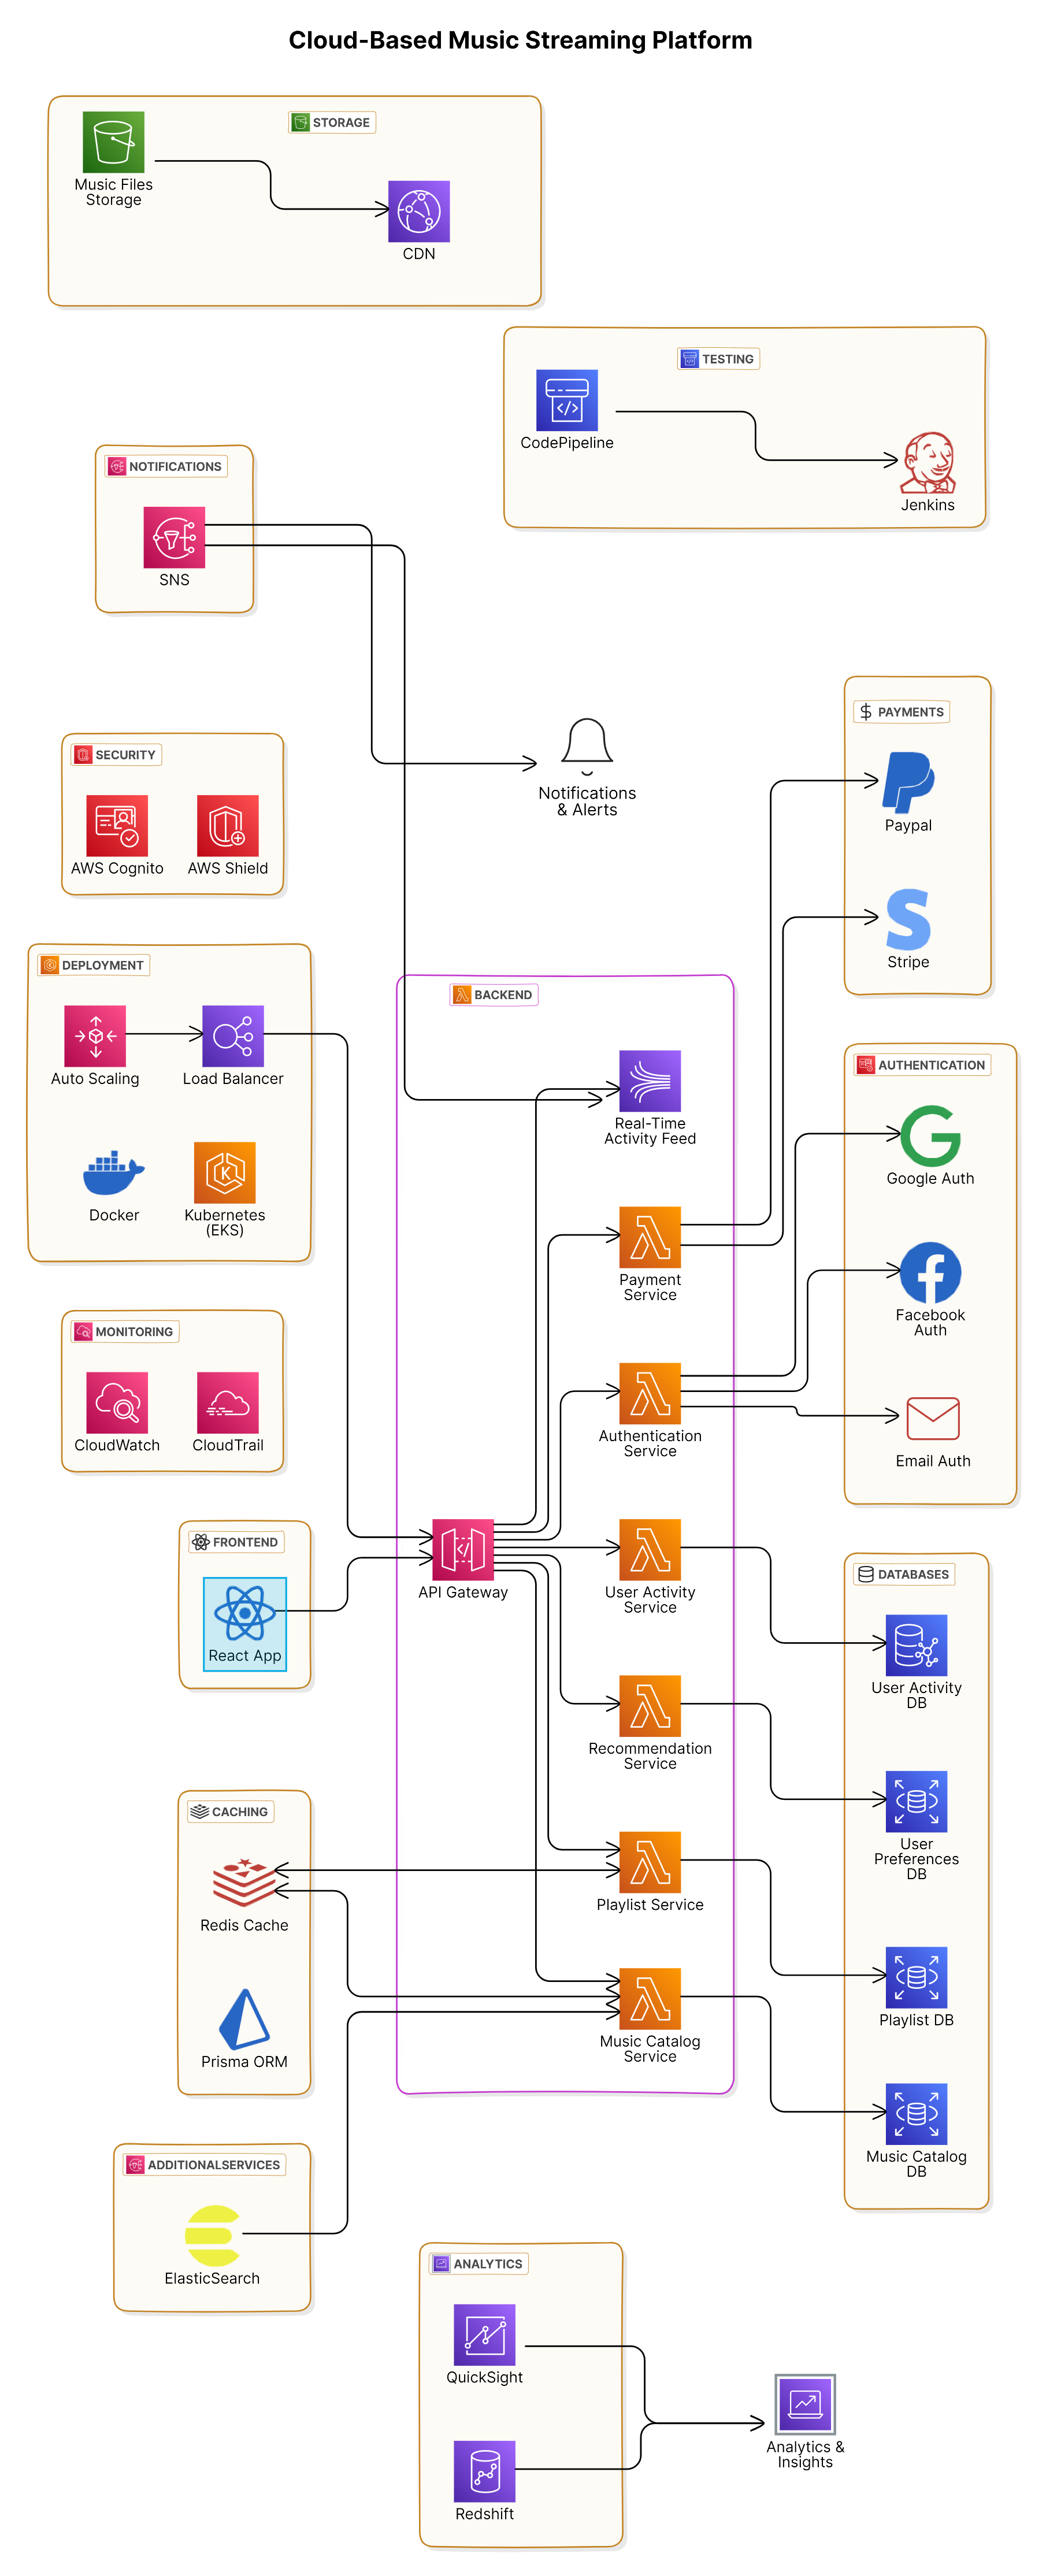 Cloud-Based Music Streaming Platform
STORAGE
Music Files
Storage
CDN
TESTING
CodePipeline
Jenkins
NOTIFICATIONS
SNS
Notifications
& Alerts
PAYMENTS
Paypal
Stripe
SECURITY
AWS Cognito
AWS Shield
DEPLOYMENT
Auto Scaling
Load Balancer
Docker
Kubernetes
(EKS)
BACKEND
Real-Time
Activity Feed
Payment
Service
Authentication
Service
API Gateway
User Activity
Service
Recommendation
Service
Playlist Service
Music Catalog
Service
AUTHENTICATION
Google Auth
Facebook
Auth
Email Auth
MONITORING
CloudWatch
CloudTrail
FRONTEND
React App
DATABASES
User Activity
DB
User
Preferences
DB
Playlist DB
Music Catalog
DB
CACHING
Redis Cache
Prisma ORM
ADDITIONALSERVICES
ElasticSearch
ANALYTICS
QuickSight
Redshift
Analytics &
Insights